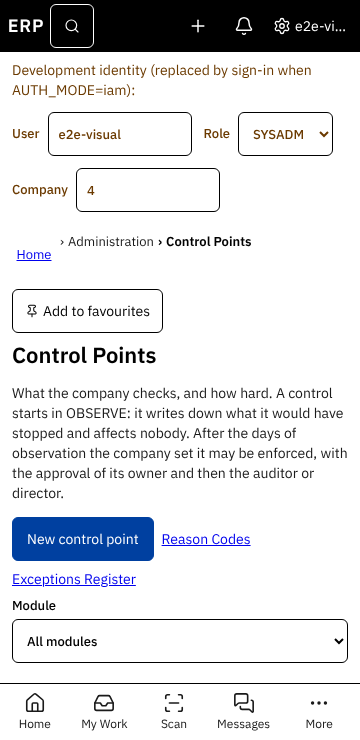 ERP
e2e-vi...
Development identity (replaced by sign-in when
AUTH_MODE=iam):
User
e2e-visual
Role
SYSADM
Company
4
Home
› Administration › Control Points
Add to favourites
Control Points
What the company checks, and how hard. A control
starts in OBSERVE: it writes down what it would have
stopped and affects nobody. After the days of
observation the company set it may be enforced, with
the approval of its owner and then the auditor or
director.
New control point
Reason Codes
Exceptions Register
Module
All modules
Home
My Work
Scan
Messages
More